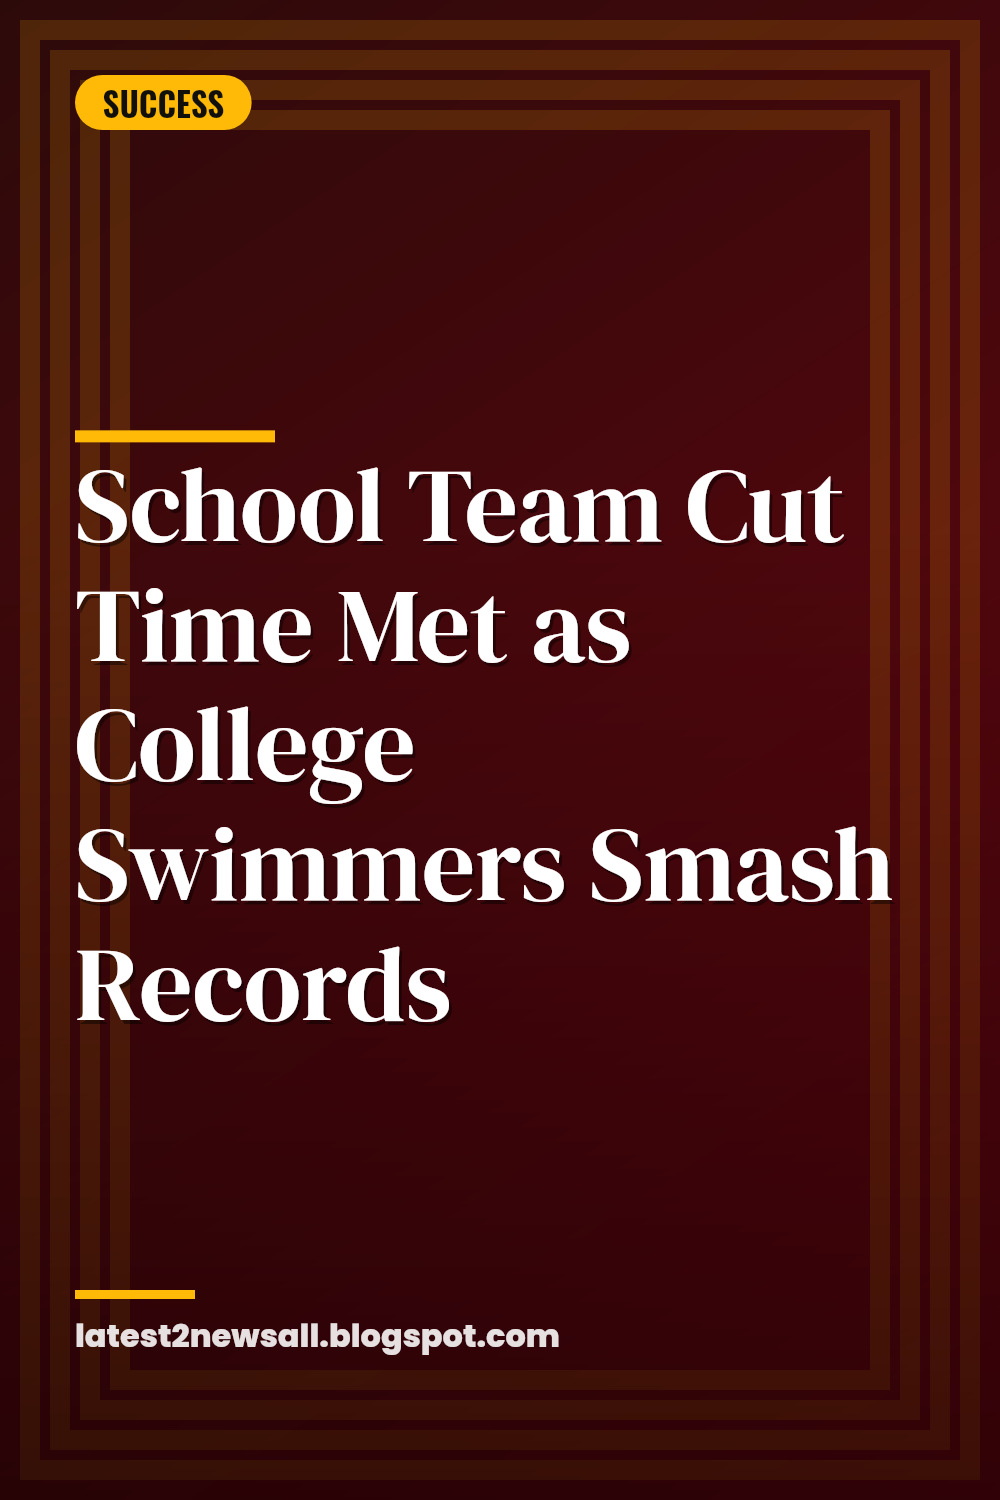 SUCCESS
School Team Cut
Time Met as
College
Swimmers Smash
Records
latest2newsall.blogspot.com